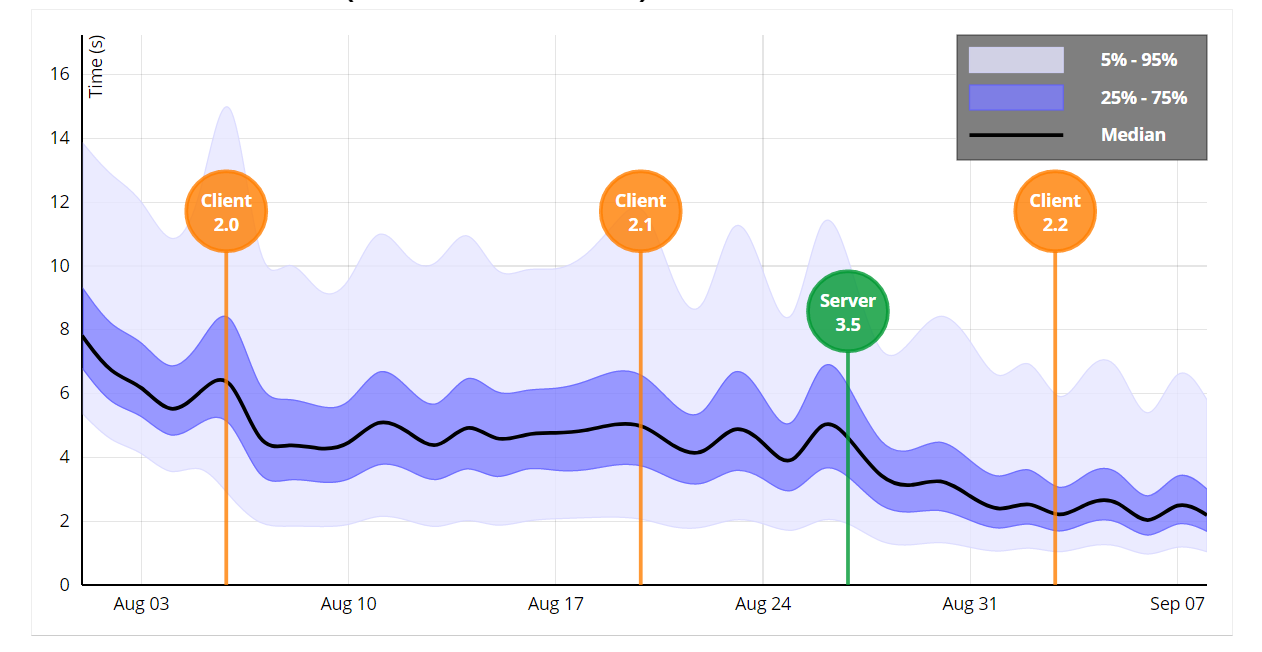 Time (s)
16
14
12
10
8
6
4
2
0
5% - 95%
25% - 75%
Median
Client
2.0
Client
2.1
Client
2.2
Server
3.5
Aug 03
Aug 10
Aug 17
Aug 24
Aug 31
Sep 07